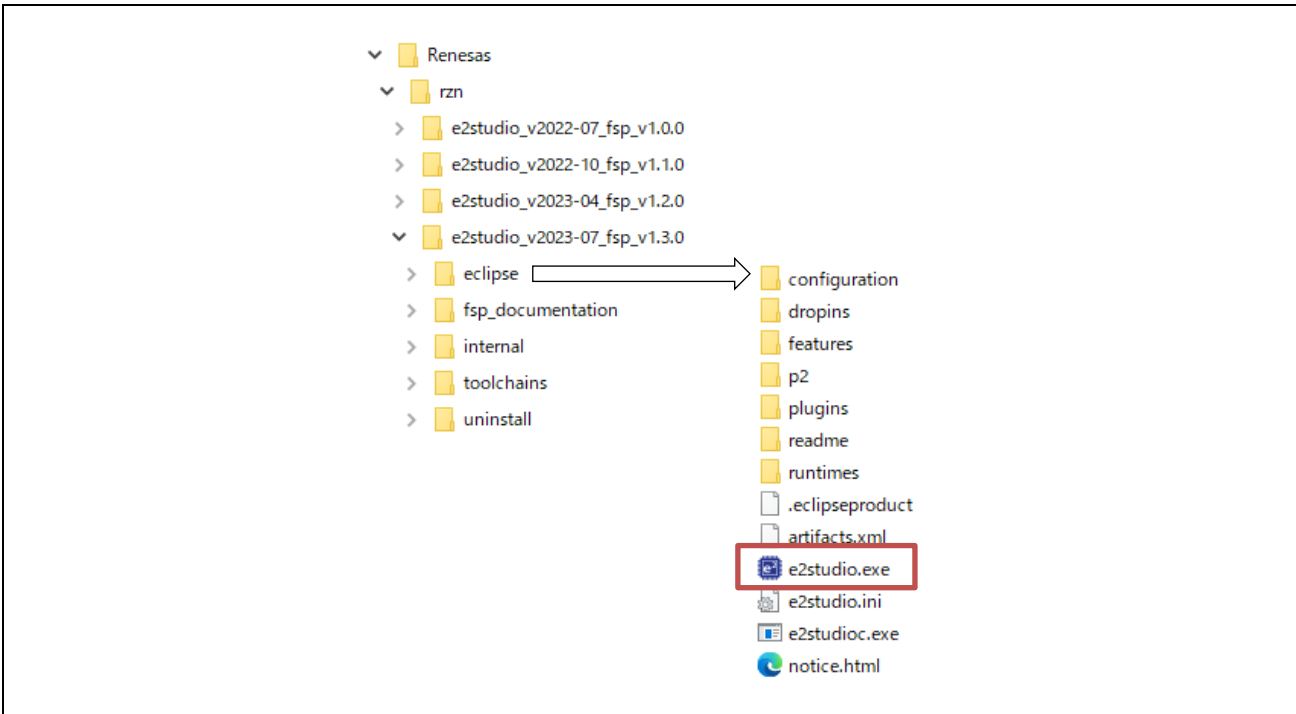 Renesas
rzn
e2studio_v2022-07_fsp_v1.0.0
e2studio_v2022-10_fsp_v1.1.0
e2studio_v2023-04_fsp_v1.2.0
e2studio_v2023-07_fsp_v1.3.0
eclipse
fsp_documentation
internal
toolchains
uninstall
configuration
dropins
features
p2
plugins
readme
runtimes
.eclipseproduct
artifacts.xml
e2studio.exe
e2studio.ini
e2studioc.exe
notice.html